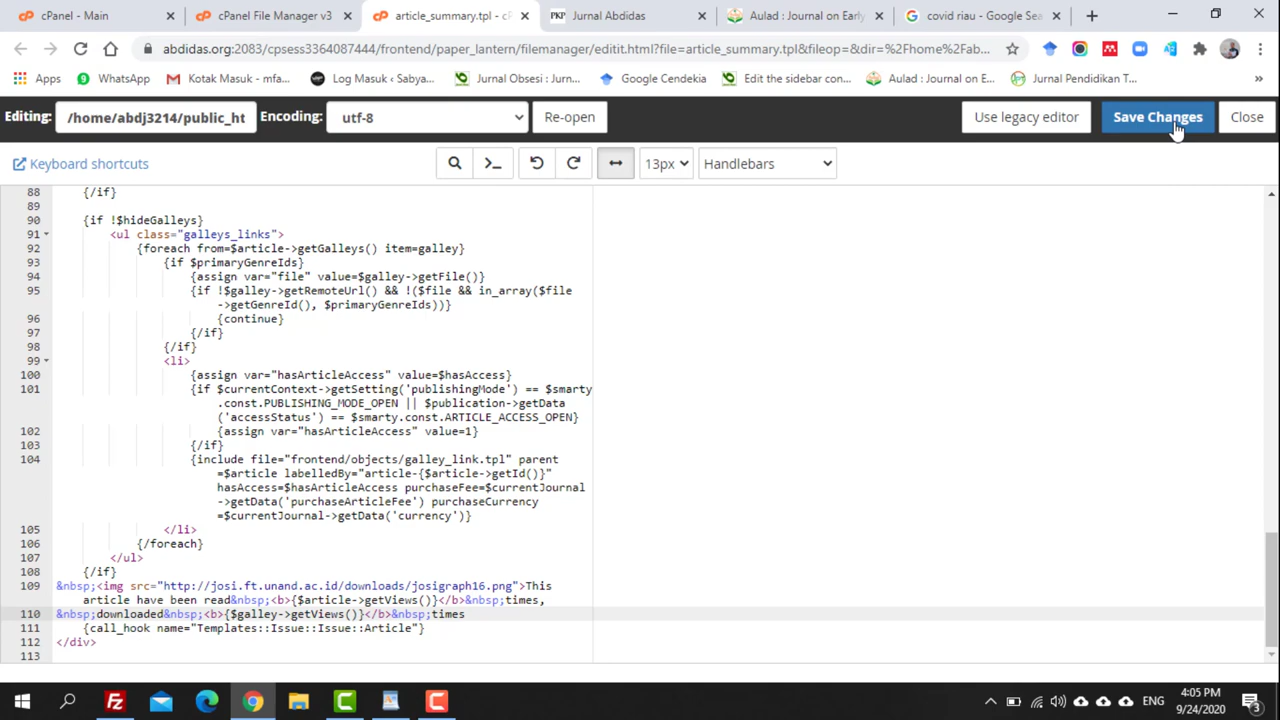 cPanel - Main
cPanel File Manager v3
article_summary.tpl - cP
Jurnal Abdidas
Aulad : Journal on Early
covid riau - Google Sea
abdidas.org:2083/cpsess3364087444/frontend/paper_lantern/filemanager/editit.html?file=article_summary.tpl&fileop=&dir=%2Fhome%2Fab...
Apps
WhatsApp
Kotak Masuk - mfa...
Log Masuk ‹ Sabya...
Jurnal Obsesi : Jurn...
Google Cendekia
Edit the sidebar con...
Aulad : Journal on E...
Jurnal Pendidikan T...
Editing: /home/abdj3214/public_ht Encoding: utf-8 Re-open Use legacy editor Save Changes Close
Keyboard shortcuts 13px Handlebars
88 {/if}
89
90 {if !$hideGalleys}
91 <ul class="galleys_links">
92 {foreach from=$article->getGalleys() item=galley}
93 {if $primaryGenreIds}
94 {assign var="file" value=$galley->getFile()}
95 {if !$galley->getRemoteUrl() && !($file && in_array($file
->getGenreId(), $primaryGenreIds))}
96 {continue}
97 {/if}
98 {/if}
99 <li>
100 {assign var="hasArticleAccess" value=$hasAccess}
101 {if $currentContext->getSetting('publishingMode') == $smarty
.const.PUBLISHING_MODE_OPEN || $publication->getData
('accessStatus') == $smarty.const.ARTICLE_ACCESS_OPEN}
102 {assign var="hasArticleAccess" value=1}
103 {/if}
104 {include file="frontend/objects/galley_link.tpl" parent
=$article labelledBy="article-{$article->getId()}"
hasAccess=$hasArticleAccess purchaseFee=$currentJournal
->getData('purchaseArticleFee') purchaseCurrency
=$currentJournal->getData('currency')}
105 </li>
106 {/foreach}
107 </ul>
108 {/if}
109 &nbsp;<img src="http://josi.ft.unand.ac.id/downloads/josigraph16.png">This
article have been read&nbsp;<b>{$article->getViews()}</b>&nbsp;times,
110 &nbsp;downloaded&nbsp;<b>{$galley->getViews()}</b>&nbsp;times
111 {call_hook name="Templates::Issue::Issue::Article"}
112 </div>
113
ENG
4:05 PM
9/24/2020
3